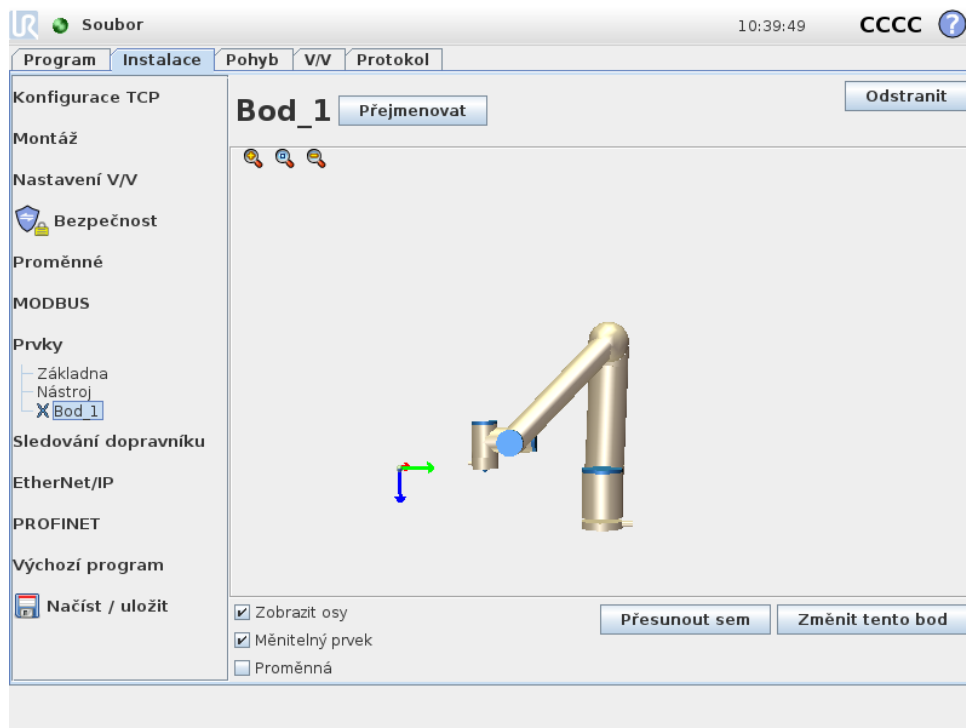 UR Soubor 10:39:49 CCCC ?
Program Instalace Pohyb V/V Protokol
Konfigurace TCP
Montáž
Nastavení V/V
Bezpečnost
Proměnné
MODBUS
Prvky
Základna
Nástroj
Bod_1
Sledování dopravníku
EtherNet/IP
PROFINET
Výchozí program
Načíst / uložit
Bod_1 Přejmenovat Odstranit
Zobrazit osy
Měnitelný prvek
Proměnná
Přesunout sem Změnit tento bod